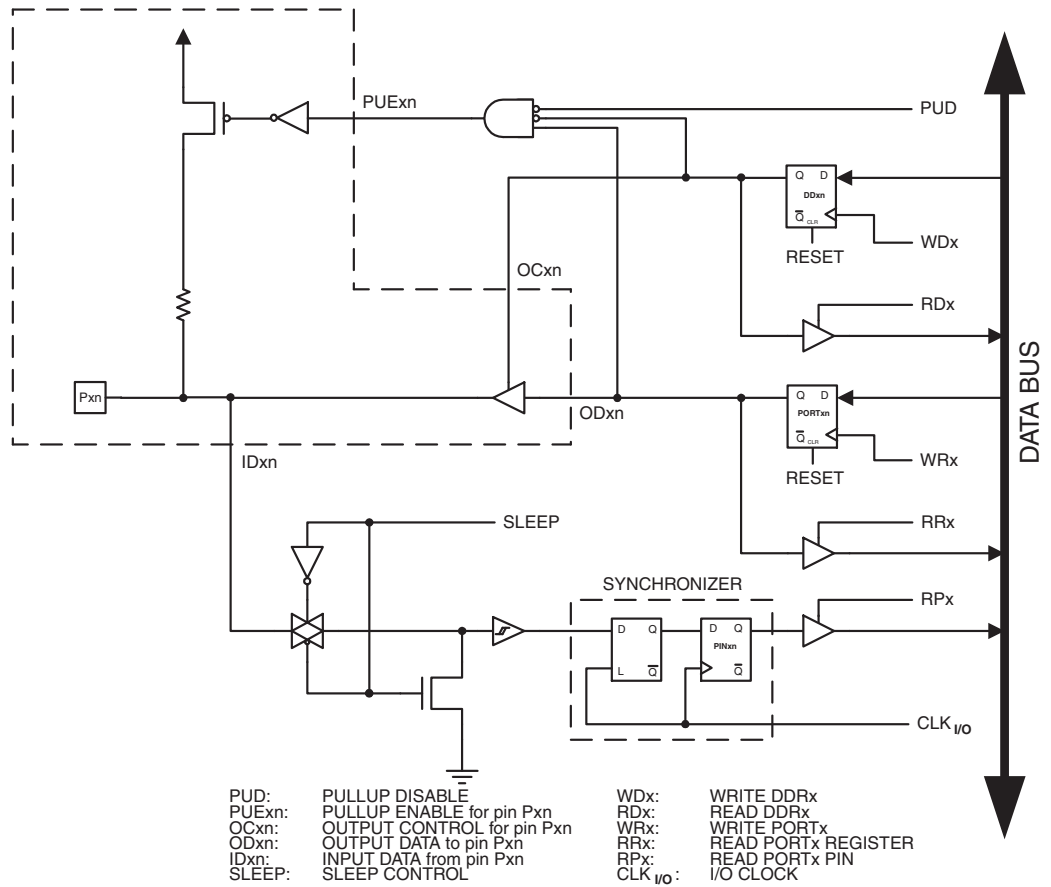 PUExn
PUD
Q D
DDxn
Q CLR
WDx
RESET
OCxn
RDx
Pxn
ODxn
Q D
PORTxn
Q CLR
WRx
RESET
IDxn
SLEEP
RRx
SYNCHRONIZER
RPx
D Q
L Q
D Q
PINxn
Q
CLK I/O
DATA BUS
PUD: PULLUP DISABLE
PUExn: PULLUP ENABLE for pin Pxn
OCxn: OUTPUT CONTROL for pin Pxn
ODxn: OUTPUT DATA to pin Pxn
IDxn: INPUT DATA from pin Pxn
SLEEP: SLEEP CONTROL
WDx: WRITE DDRx
RDx: READ DDRx
WRx: WRITE PORTx
RRx: READ PORTx REGISTER
RPx: READ PORTx PIN
CLK I/O: I/O CLOCK